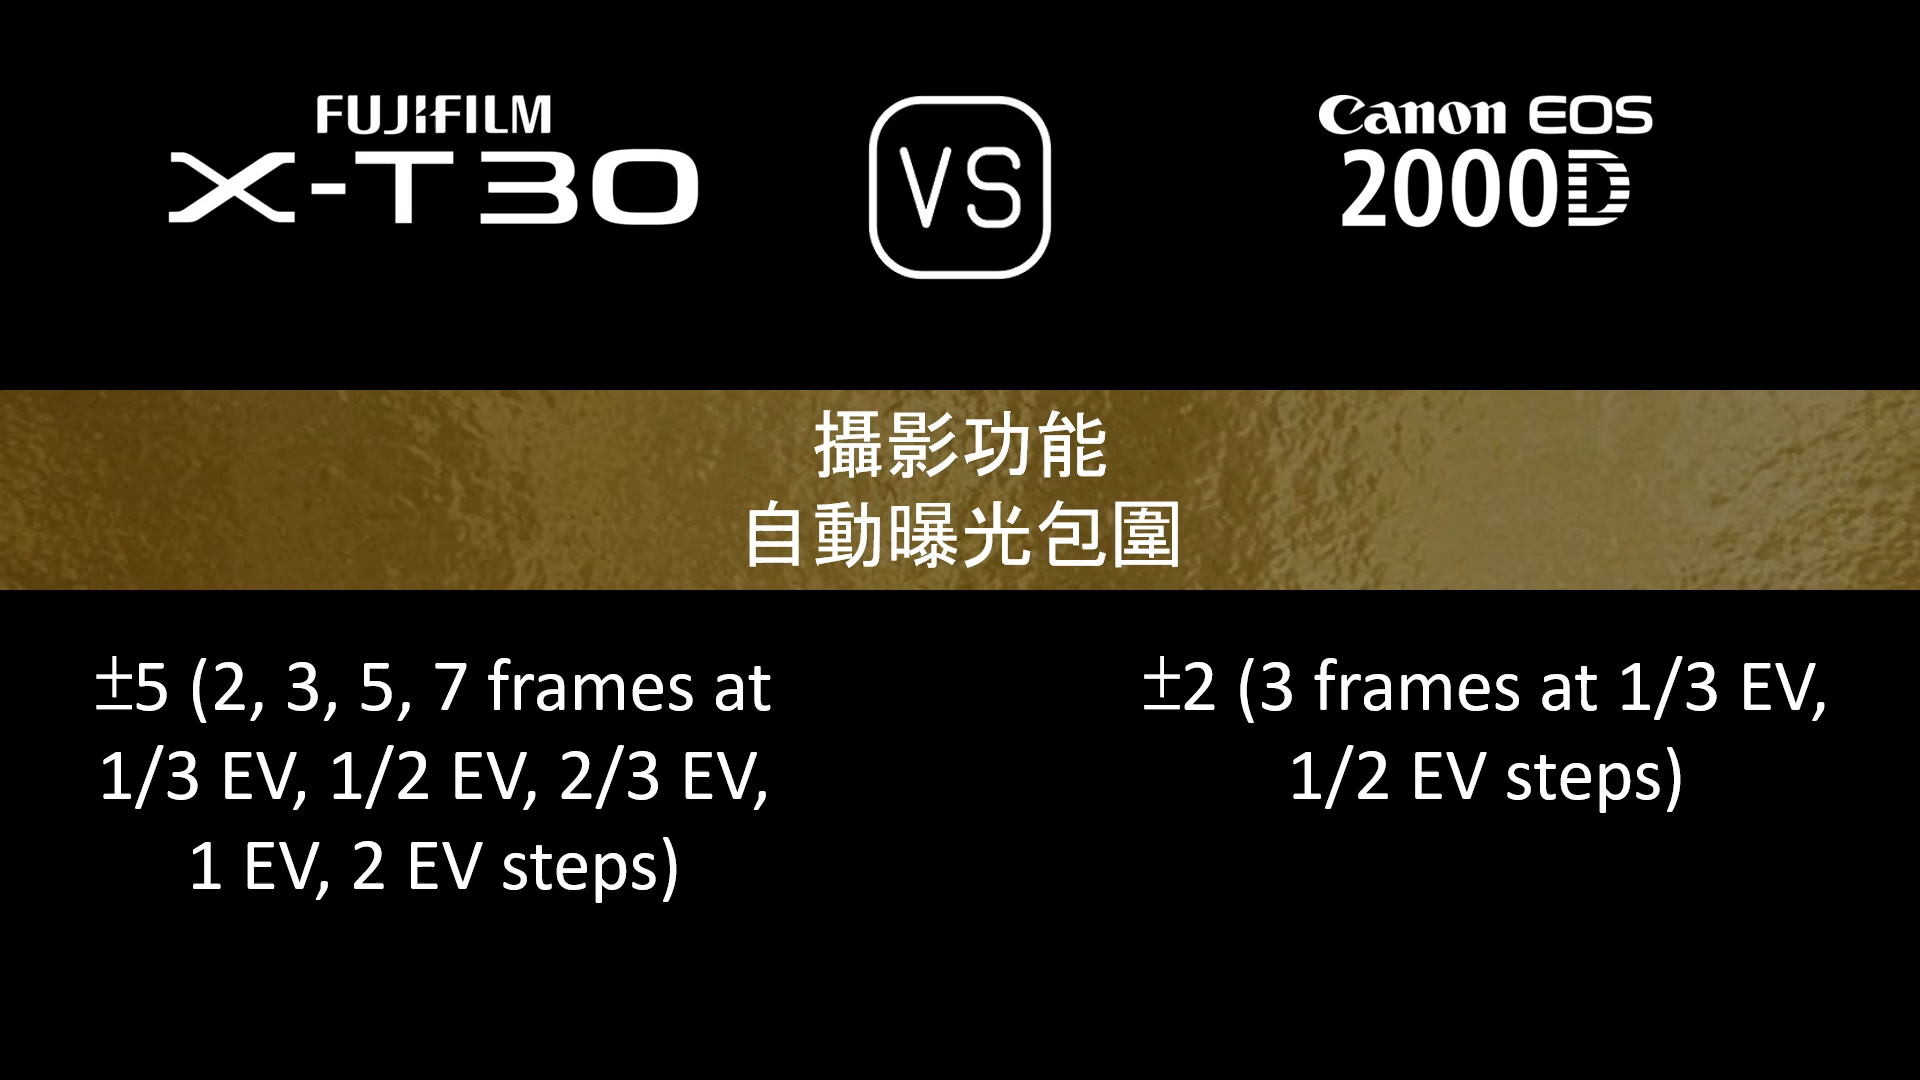 FUJIFILM
X-T30
VS
Canon EOS
2000D
攝影功能
自動曝光包圍
±5 (2, 3, 5, 7 frames at
1/3 EV, 1/2 EV, 2/3 EV,
1 EV, 2 EV steps)
±2 (3 frames at 1/3 EV,
1/2 EV steps)